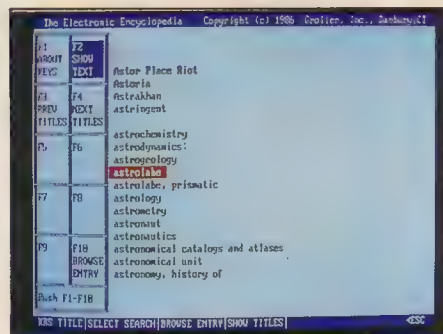 The Electronic Encyclopedia Copyright (c) 1986 Grolier, Inc., Danbury,CT
F1 ABOUT KEYS
F2 SHOW TEXT
F3 PREV TITLES
F4 NEXT TITLES
F5
F6
F7
F8
F9
F10 BROWSE ENTRY
Push F1-F10
Astor Place Riot
Astoria
Astrakhan
astringent
astrochemistry
astrodynamics:
astrogeology
astrolabe
astrolabe, prismatic
astrology
astrometry
astronaut
astronautics
astronomical catalogs and atlases
astronomical unit
astronomy, history of
KRS TITLE|SELECT SEARCH|BROWSE ENTRY|SHOW TITLES| <ESC